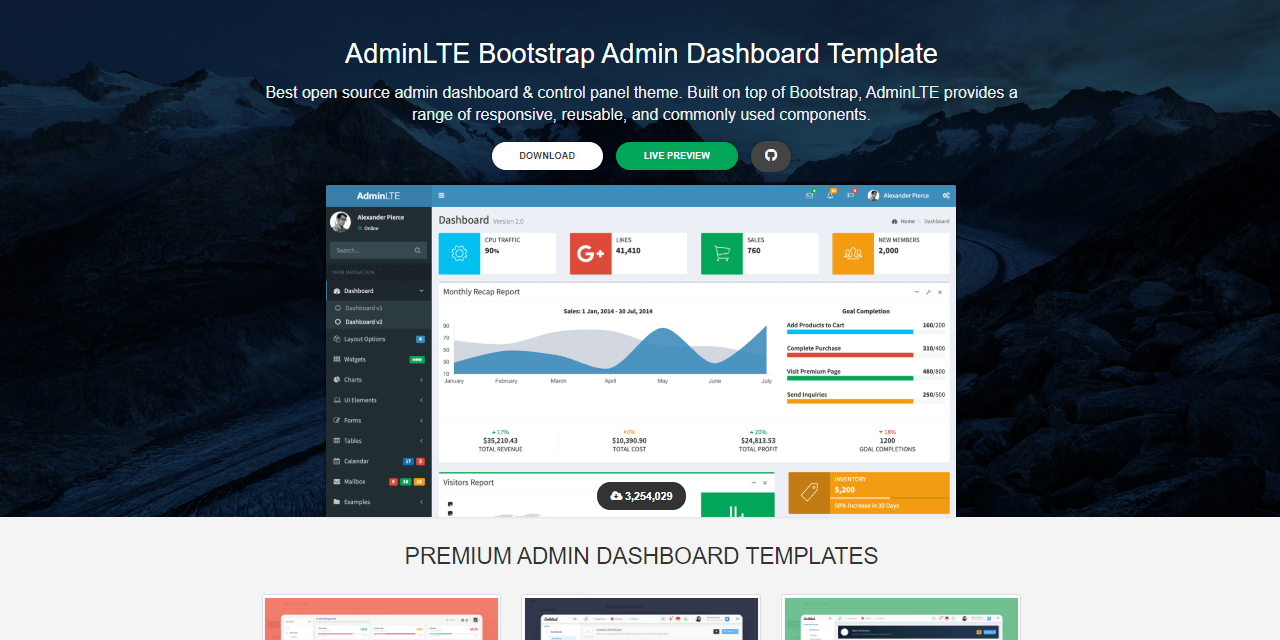 AdminLTE Bootstrap Admin Dashboard Template
Best open source admin dashboard & control panel theme. Built on top of Bootstrap, AdminLTE provides a
range of responsive, reusable, and commonly used components.
DOWNLOAD
LIVE PREVIEW
AdminLTE
Alexander Pierce
Alexander Pierce
Online
Search...
MAIN NAVIGATION
Dashboard
Dashboard v1
Dashboard v2
Layout Options 4
Widgets new
Charts
UI Elements
Forms
Tables
Calendar 17 3
Mailbox
Examples
Dashboard Version 2.0
Home > Dashboard
CPU TRAFFIC
90%
G+
LIKES
41,410
SALES
760
NEW MEMBERS
2,000
Monthly Recap Report
Sales: 1 Jan, 2014 - 30 Jul, 2014
90
70
50
30
10
January February March April May June July
Goal Completion
Add Products to Cart 160/200
Complete Purchase 310/400
Visit Premium Page 480/800
Send Inquiries 250/500
17%
$35,210.43
TOTAL REVENUE
0%
$10,390.90
TOTAL COST
20%
$24,813.53
TOTAL PROFIT
18%
1200
GOAL COMPLETIONS
Visitors Report
3,254,029
INVENTORY
5,200
50% Increase in 30 Days
PREMIUM ADMIN DASHBOARD TEMPLATES